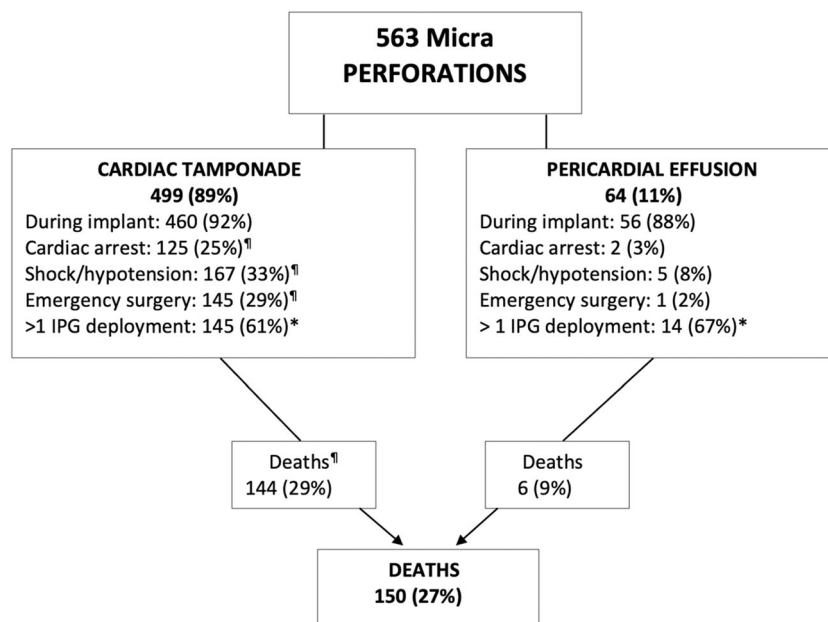 563 Micra
PERFORATIONS
CARDIAC TAMPONADE
499 (89%)
During implant: 460 (92%)
Cardiac arrest: 125 (25%)¶
Shock/hypotension: 167 (33%)¶
Emergency surgery: 145 (29%)¶
>1 IPG deployment: 145 (61%)*
PERICARDIAL EFFUSION
64 (11%)
During implant: 56 (88%)
Cardiac arrest: 2 (3%)
Shock/hypotension: 5 (8%)
Emergency surgery: 1 (2%)
> 1 IPG deployment: 14 (67%)*
Deaths¶
144 (29%)
Deaths
6 (9%)
DEATHS
150 (27%)